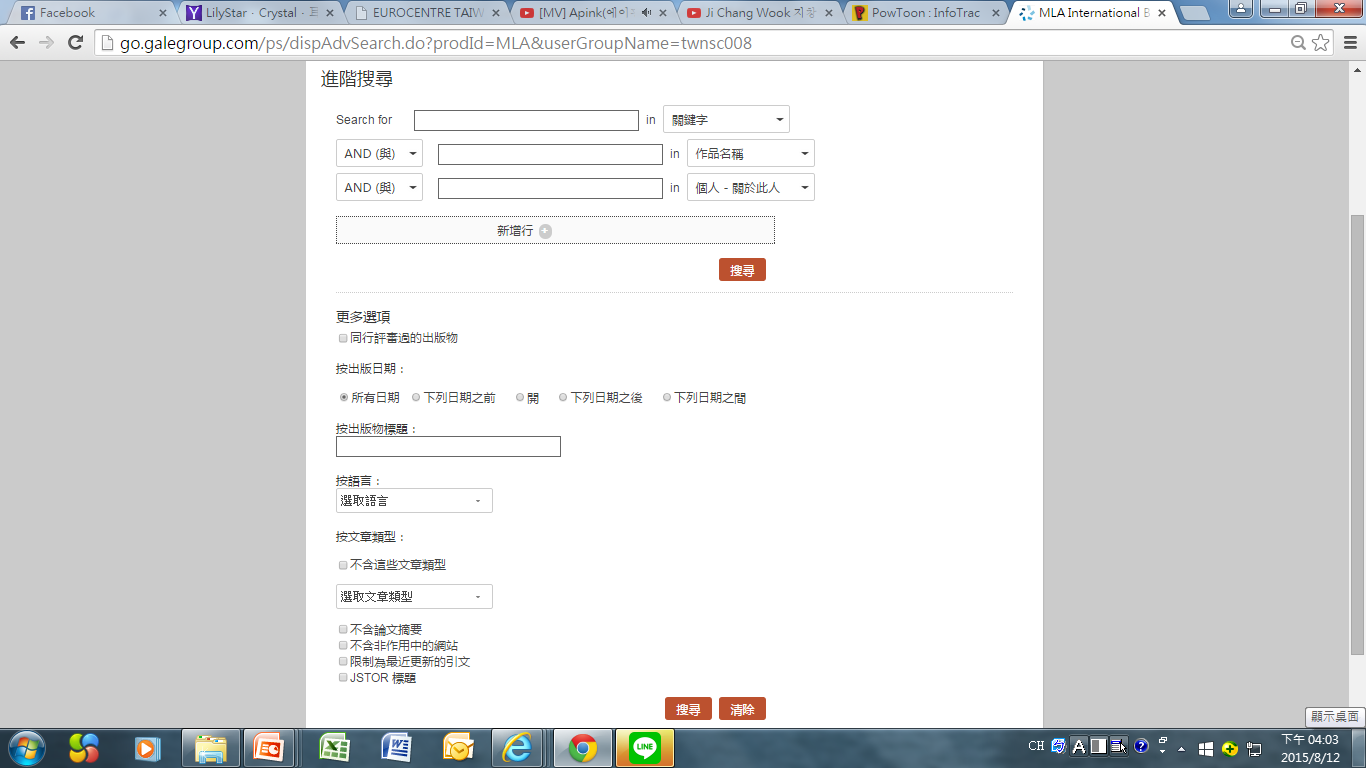 Facebook
LilyStar - Crystal - 프
EUROCENTRE TAIW
[MV] Apink(에이
Ji Chang Wook 지창
PowToon : InfoTrac
MLA International B
go.galegroup.com/ps/dispAdvSearch.do?prodId=MLA&userGroupName=twnsc008
進階搜尋
Search for in 關鍵字
AND (與) in 作品名稱
AND (與) in 個人 - 關於此人
新增行
搜尋
更多選項
同行評審過的出版物
按出版日期：
所有日期 下列日期之前 開 下列日期之後 下列日期之間
按出版物標題：
按語言：
選取語言
按文章類型：
不含這些文章類型
選取文章類型
不含論文摘要
不含非作用中的網站
限制為最近更新的引文
JSTOR 標題
搜尋 清除
顯示桌面
LINE
CH
A
下午 04:03
2015/8/12